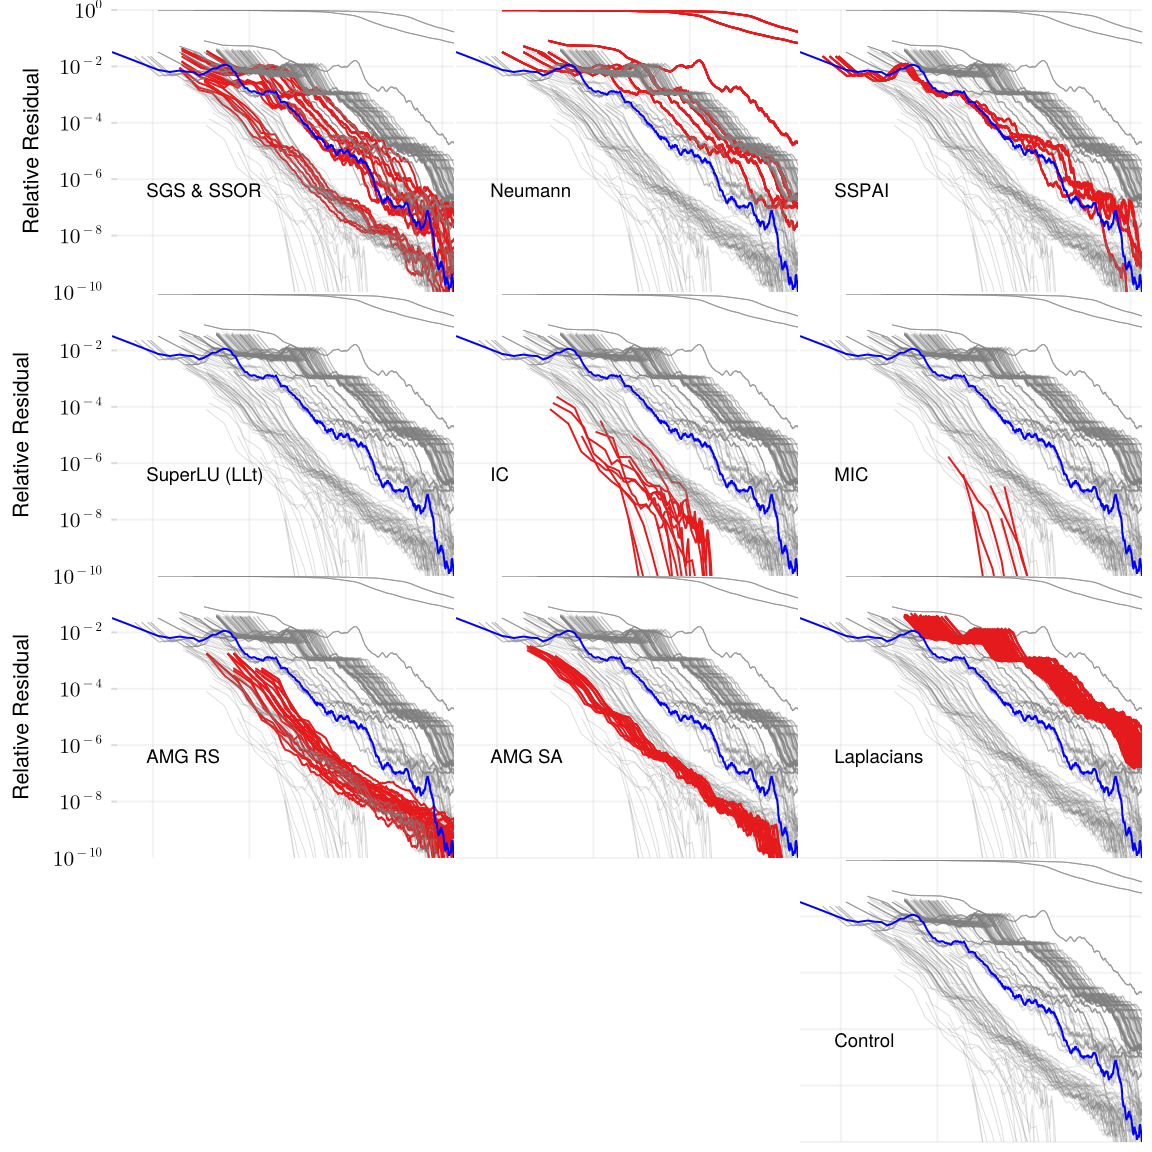 10^0
10^−2
10^−4
10^−6
10^−8
10^−10
Relative Residual
SGS & SSOR
Neumann
SSPAI
10^−2
10^−4
10^−6
10^−8
10^−10
Relative Residual
SuperLU (LLt)
IC
MIC
10^−2
10^−4
10^−6
10^−8
10^−10
Relative Residual
AMG RS
AMG SA
Laplacians
Control